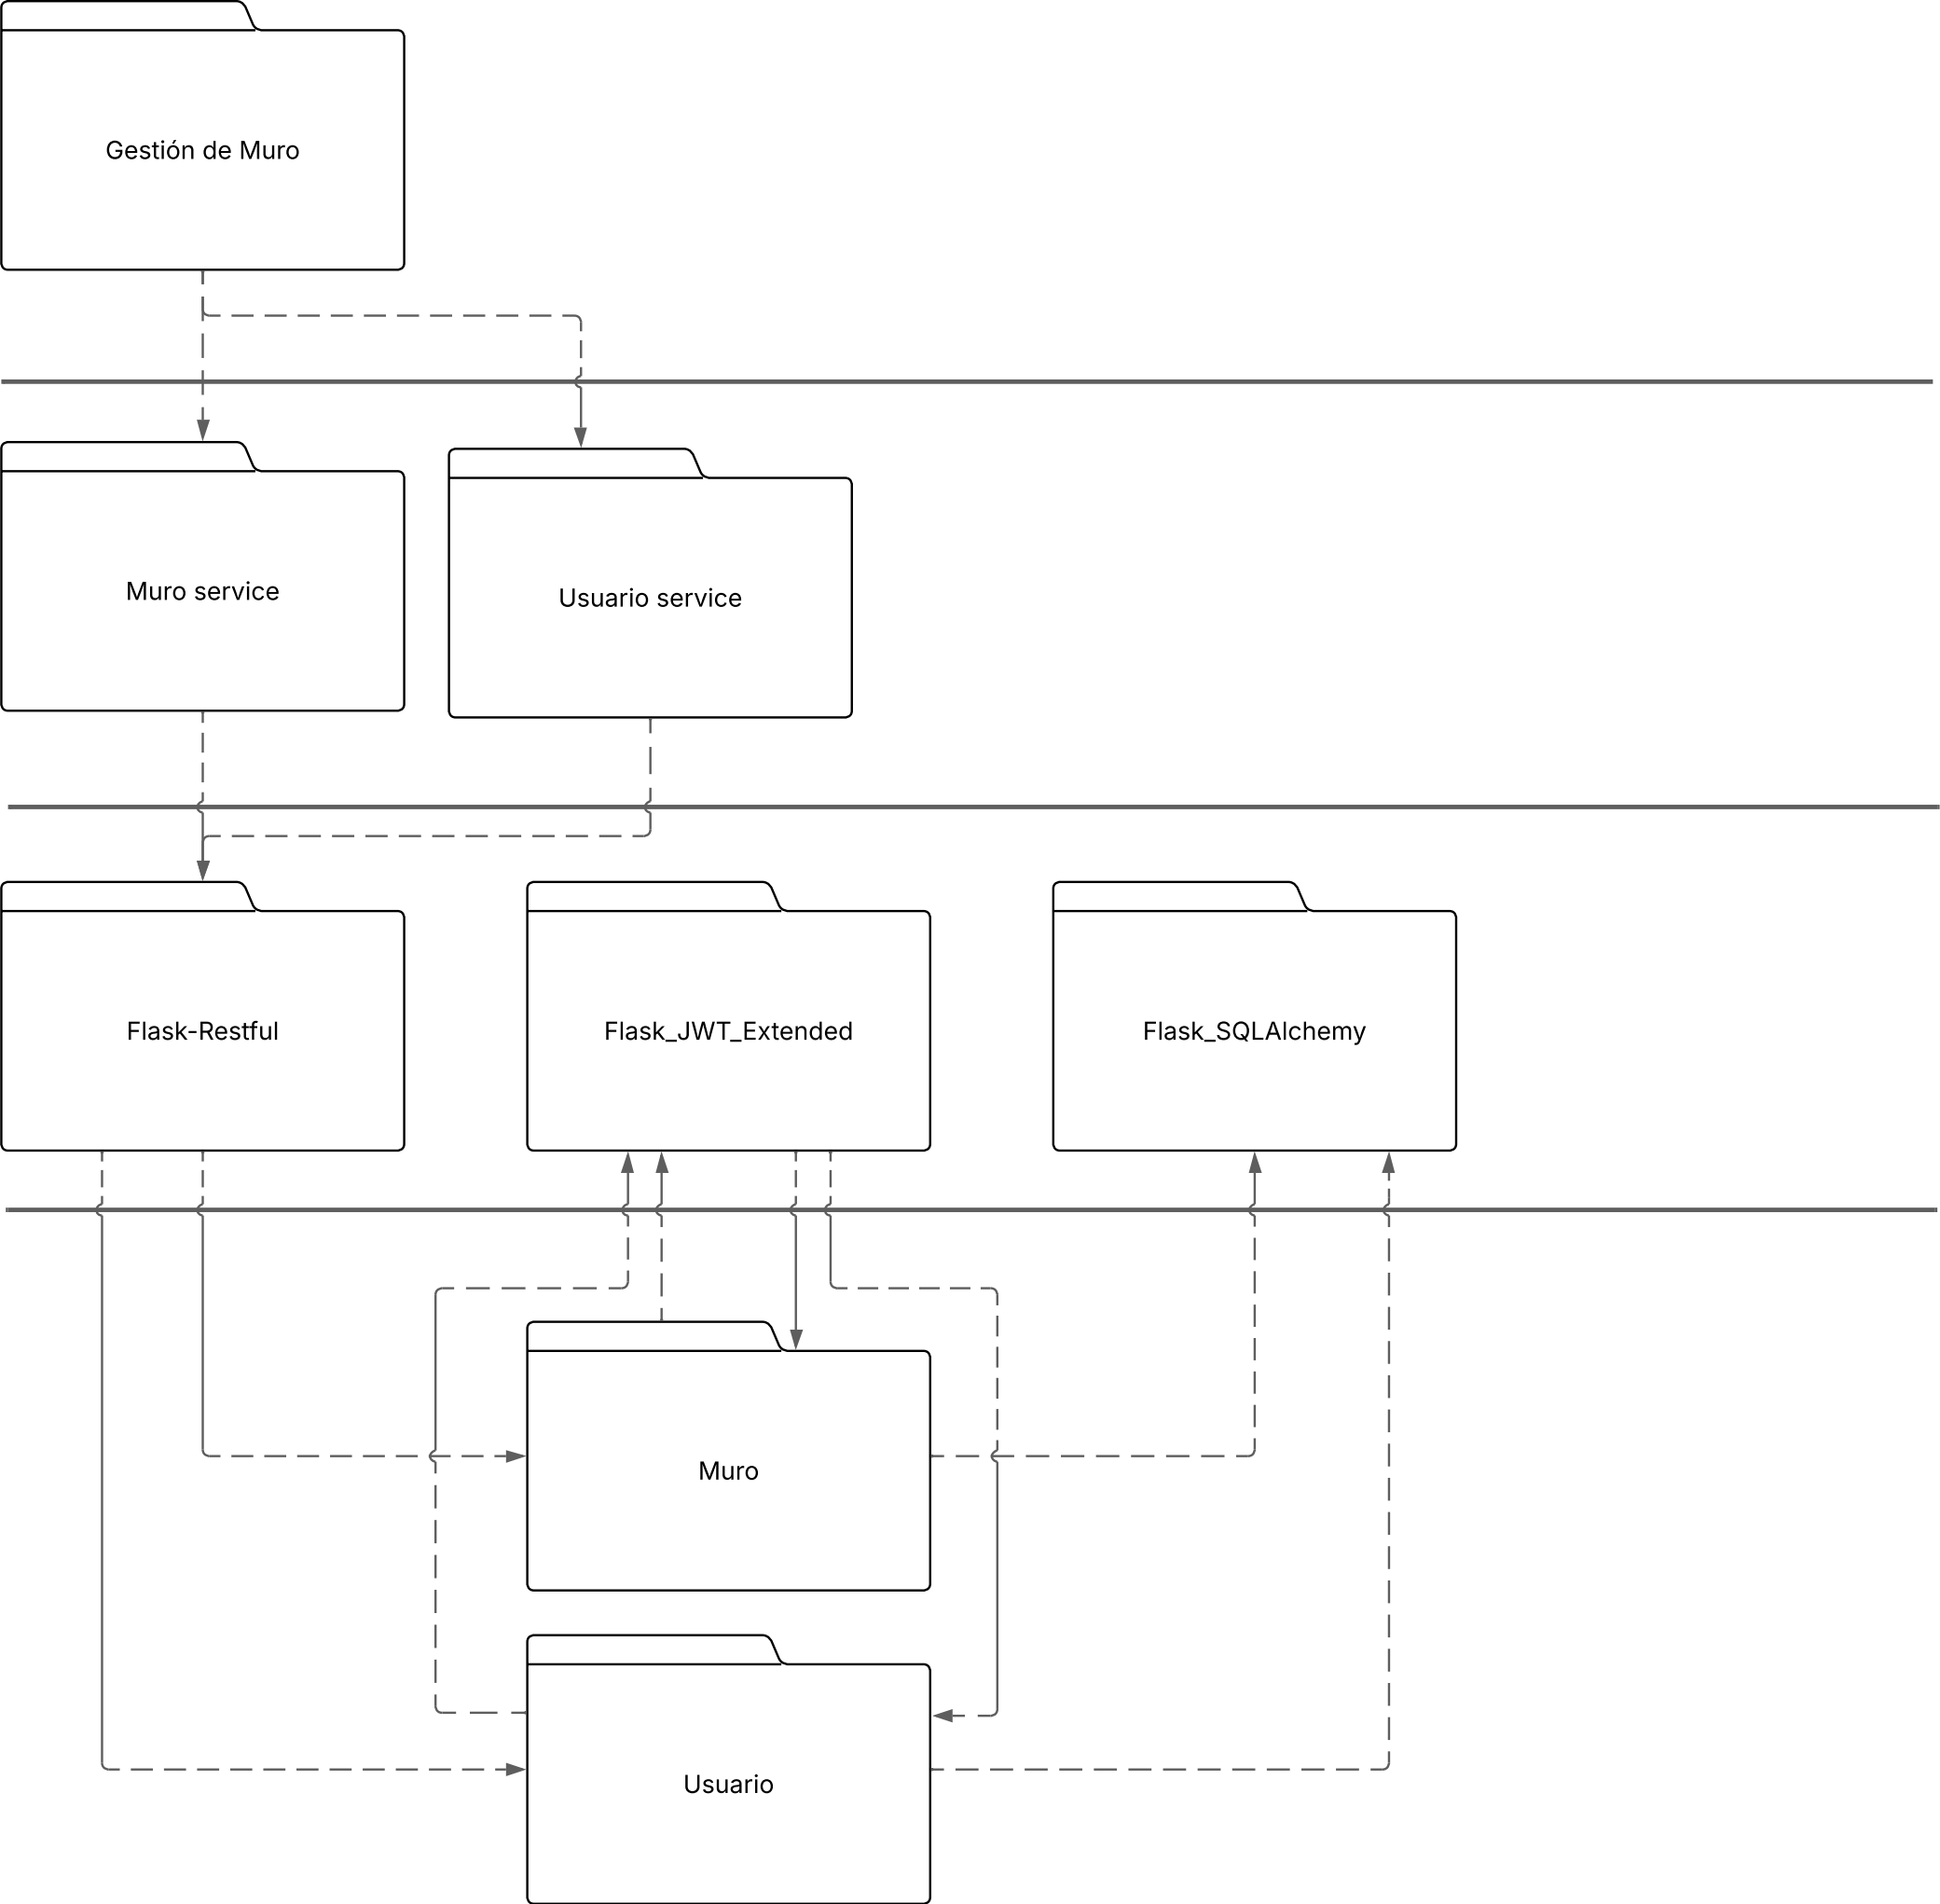 Gestión de Muro
Muro service
Usuario service
Flask-Restful
Flask_JWT_Extended
Flask_SQLAlchemy
Muro
Usuario